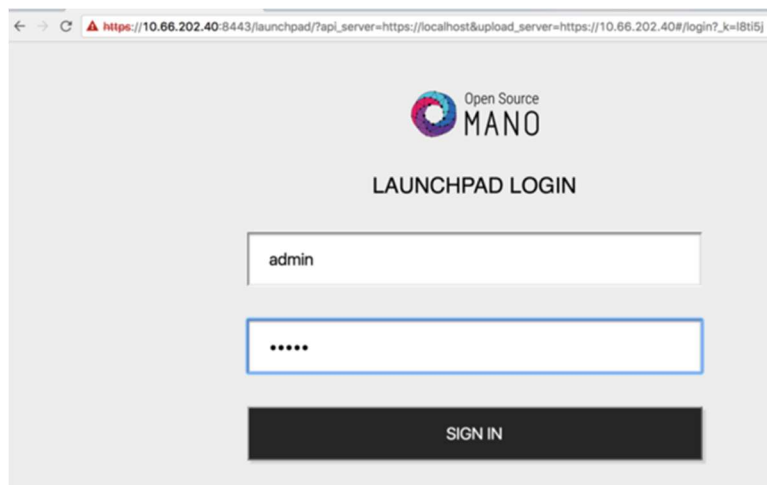 https://10.66.202.40:8443/launchpad/?api_server=https://localhost&upload_server=https://10.66.202.40#/login?_k=l8ti5j
Open Source
MANO
LAUNCHPAD LOGIN
admin
•••••
SIGN IN